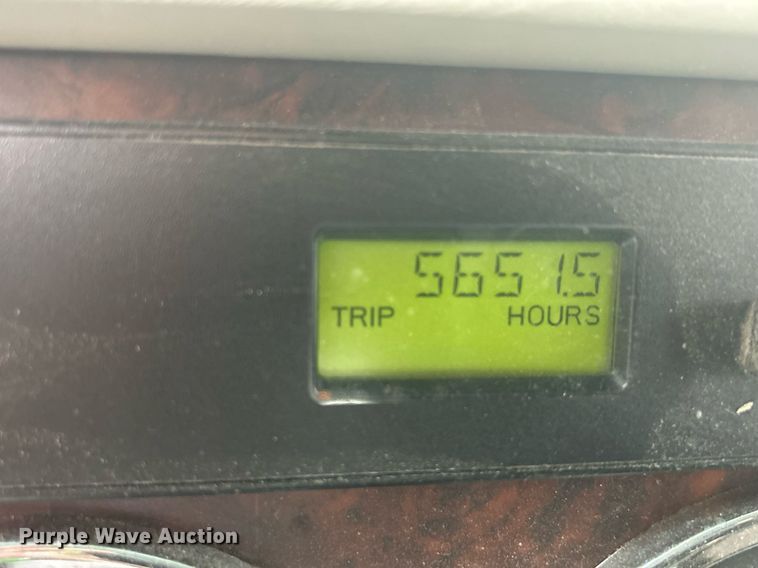 5651.5
TRIP HOURS
Purple Wave Auction®